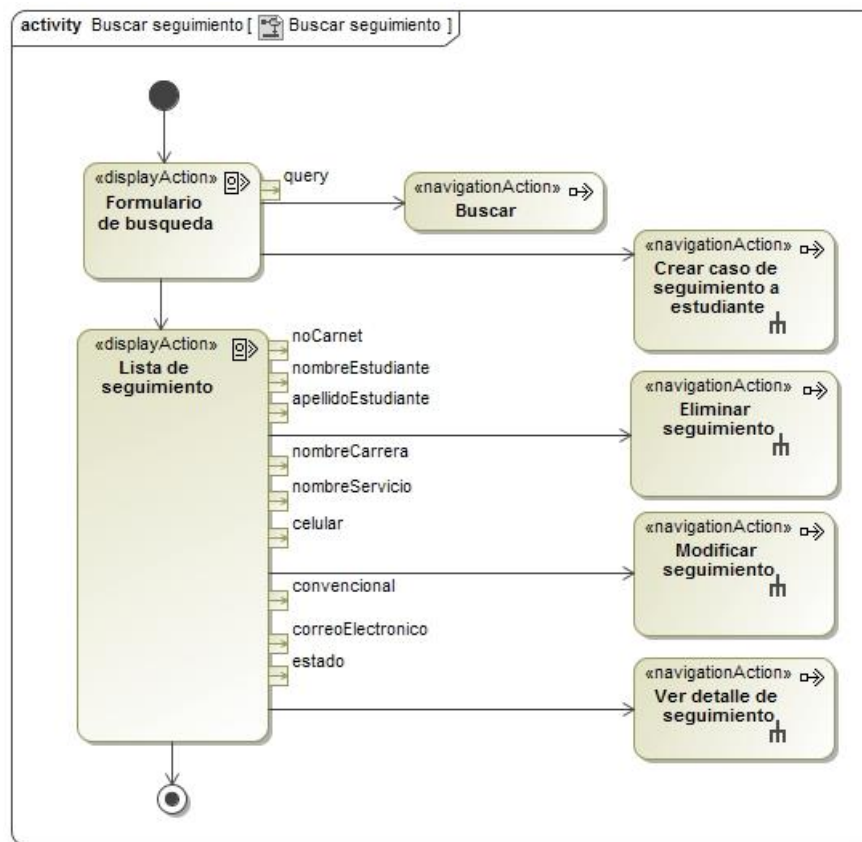 activity Buscar seguimiento [ Buscar seguimiento ]
«displayAction»
Formulario
de busqueda
query
«navigationAction»
Buscar
«navigationAction»
Crear caso de
seguimiento a
estudiante
«displayAction»
Lista de
seguimiento
noCarnet
nombreEstudiante
apellidoEstudiante
nombreCarrera
nombreServicio
celular
convencional
correoElectronico
estado
«navigationAction»
Eliminar
seguimiento
«navigationAction»
Modificar
seguimiento
«navigationAction»
Ver detalle de
seguimiento